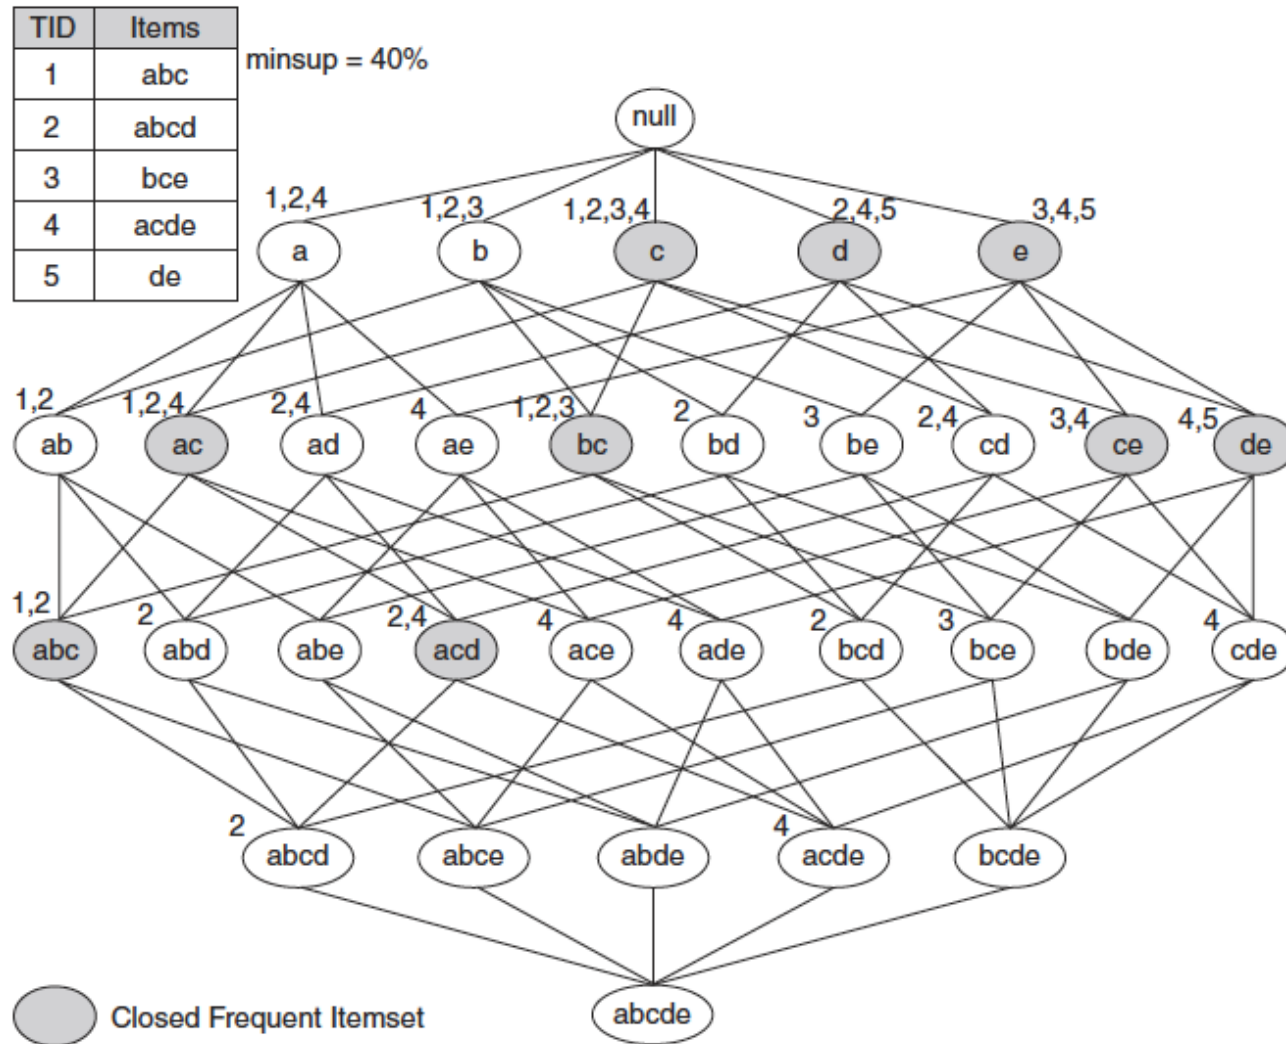 TID Items
1 abc
2 abcd
3 bce
4 acde
5 de
minsup = 40%
null
1,2,4 1,2,3 1,2,3,4 2,4,5 3,4,5
a b c d e
1,2 1,2,4 2,4 4 1,2,3 2 3 2,4 3,4 4,5
ab ac ad ae bc bd be cd ce de
1,2 2 2,4 4 4 2 3 4
abc abd abe acd ace ade bcd bce bde cde
2 4
abcd abce abde acde bcde
abcde
Closed Frequent Itemset